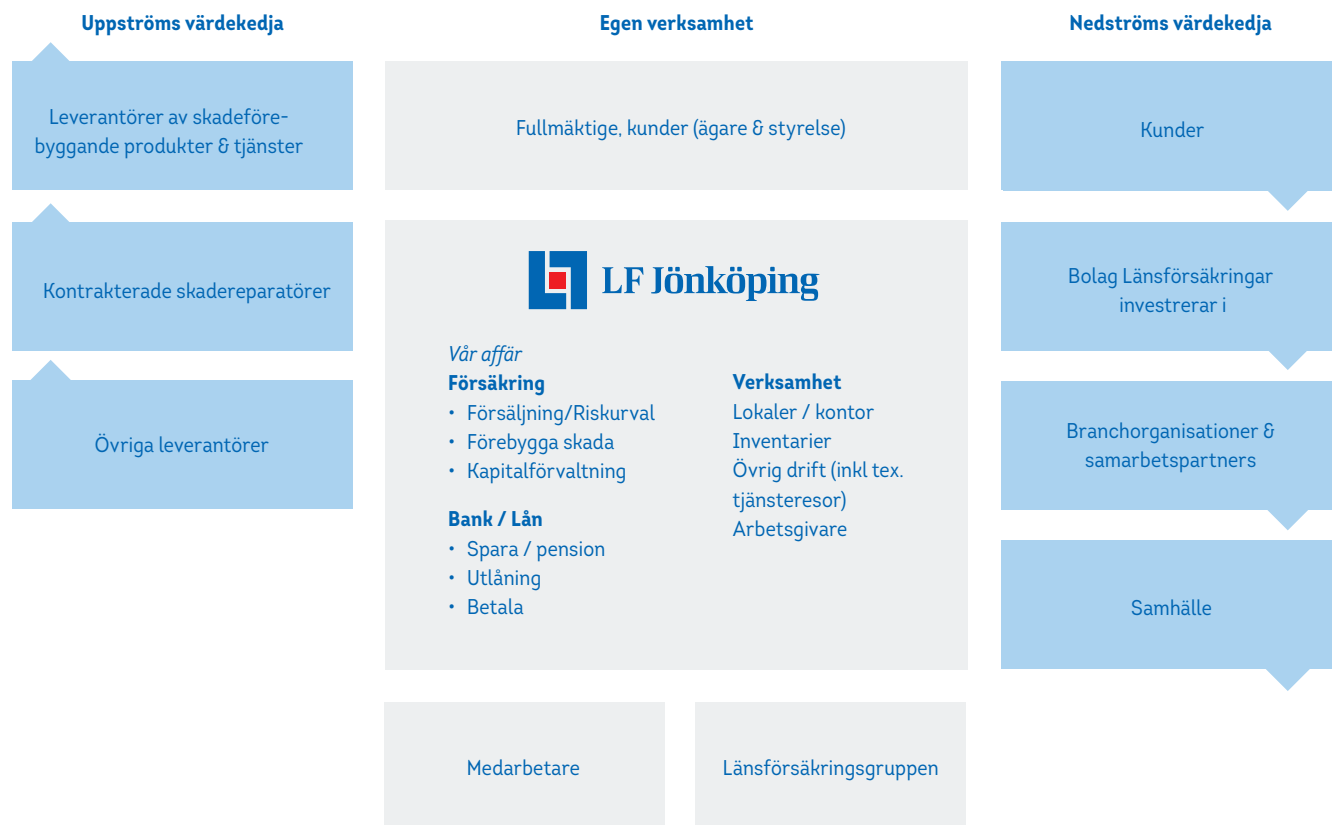 Uppströms värdekedja
Leverantörer av skadeföre-
byggande produkter & tjänster
Kontrakterade skadereparatörer
Övriga leverantörer
Egen verksamhet
Fullmäktige, kunder (ägare & styrelse)
LF Jönköping
Vår affär
Försäkring
• Försäljning/Riskurval
• Förebygga skada
• Kapitalförvaltning
Bank / Lån
• Spara / pension
• Utlåning
• Betala
Verksamhet
Lokaler / kontor
Inventarier
Övrig drift (inkl tex.
tjänsteresor)
Arbetsgivare
Medarbetare
Länsförsäkringsgruppen
Nedströms värdekedja
Kunder
Bolag Länsförsäkringar
investrerar i
Branchorganisationer &
samarbetspartners
Samhälle